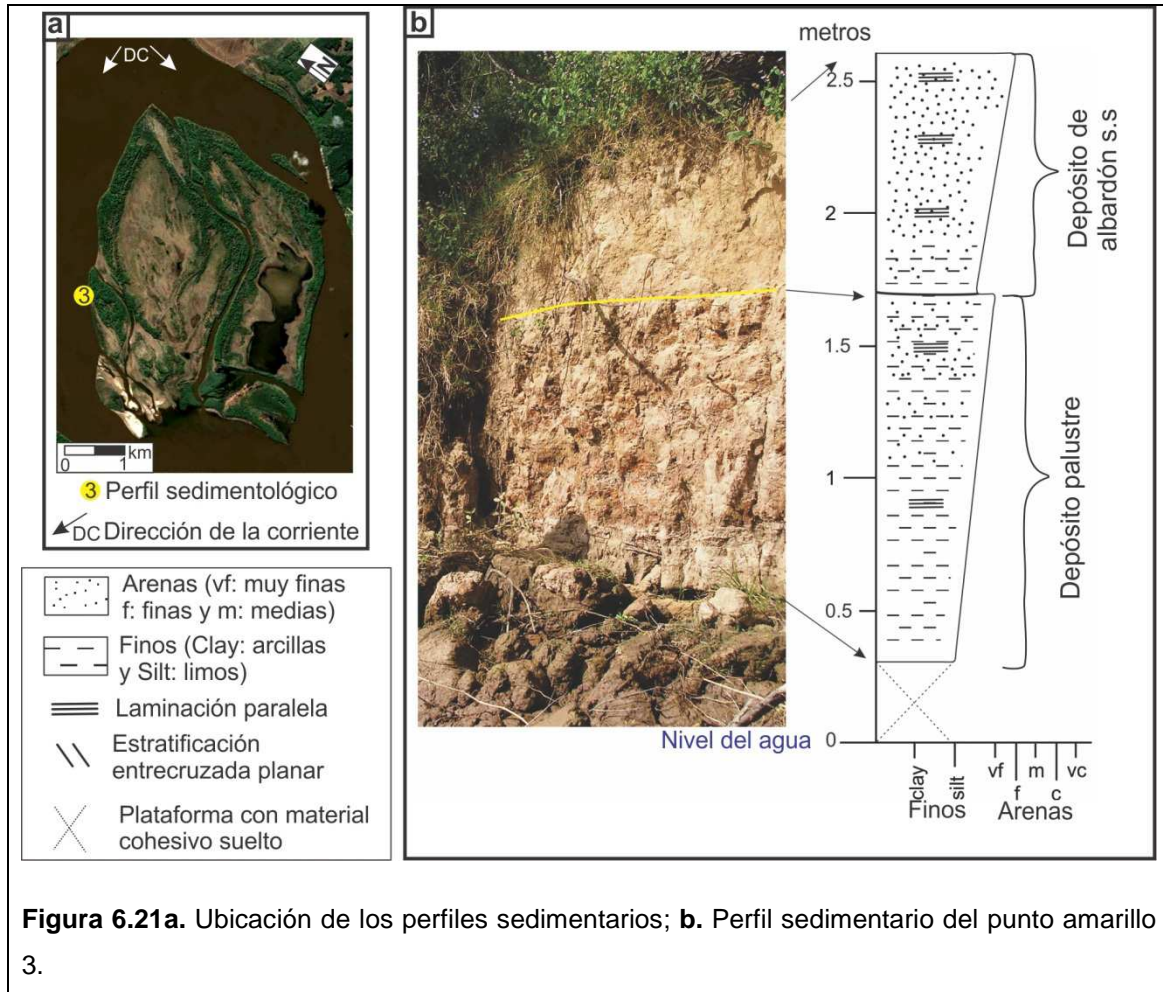 a
DC
N
3
km
0 1
3 Perfil sedimentológico
DC Dirección de la corriente
Arenas (vf: muy finas
f: finas y m: medias)
Finos (Clay: arcillas
y Silt: limos)
Laminación paralela
Estratificación
entrecruzada planar
Plataforma con material
cohesivo suelto
b
metros
2.5
2
1.5
1
0.5
0
Nivel del agua
Depósito de
albardón s.s
Depósito palustre
clay
silt
vf
f
m
c
vc
Finos Arenas
Figura 6.21a. Ubicación de los perfiles sedimentarios; b. Perfil sedimentario del punto amarillo
3.